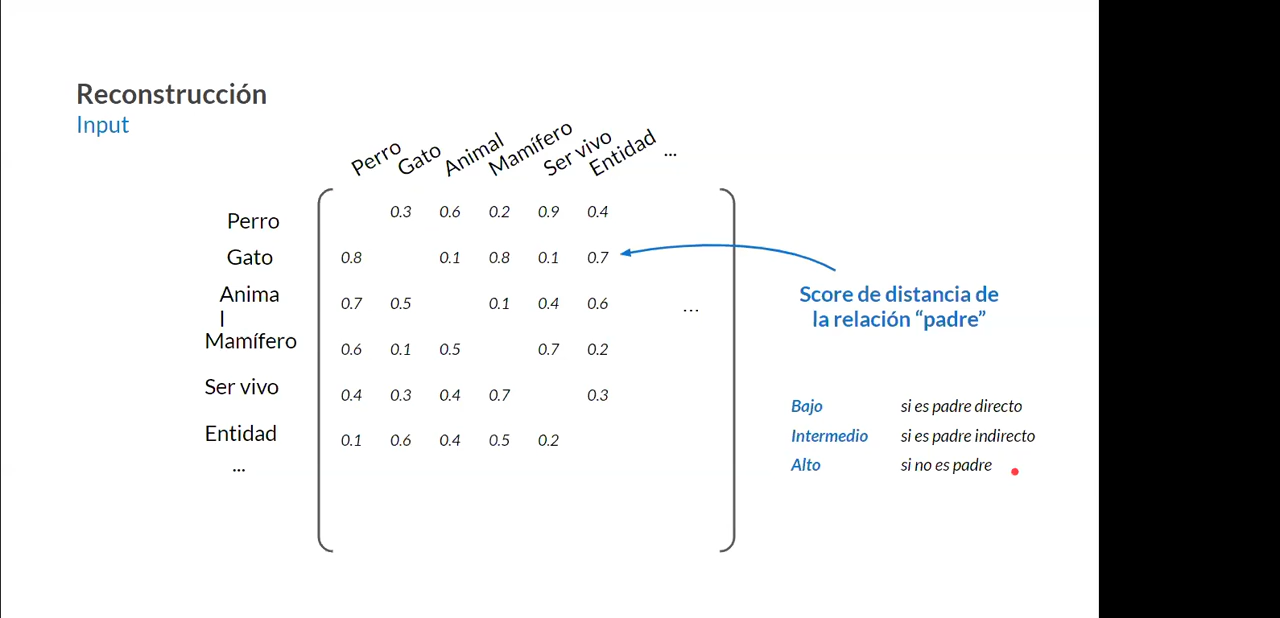 Reconstrucción
Input
Perro Gato Animal Mamífero Ser vivo Entidad ...
Perro 0.3 0.6 0.2 0.9 0.4
Gato 0.8 0.1 0.8 0.1 0.7
Anima
l 0.7 0.5 0.1 0.4 0.6 ...
Mamífero 0.6 0.1 0.5 0.7 0.2
Ser vivo 0.4 0.3 0.4 0.7 0.3
Entidad 0.1 0.6 0.4 0.5 0.2
...
Score de distancia de
la relación “padre”
Bajo si es padre directo
Intermedio si es padre indirecto
Alto si no es padre